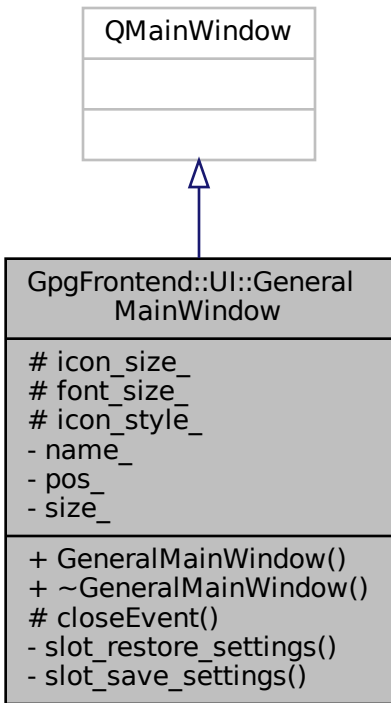 QMainWindow
GpgFrontend::UI::General
MainWindow
# icon_size_
# font_size_
# icon_style_
- name_
- pos_
- size_
+ GeneralMainWindow()
+ ~GeneralMainWindow()
# closeEvent()
- slot_restore_settings()
- slot_save_settings()